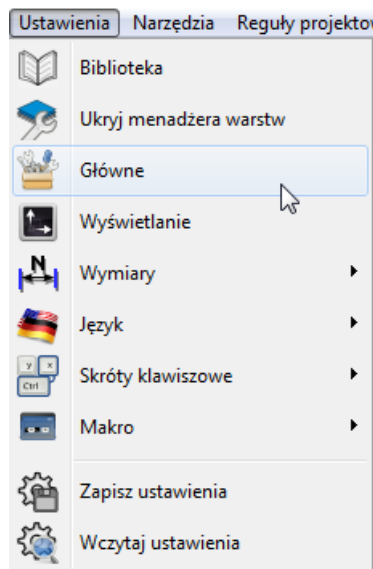 Ustawienia Narzędzia Reguły projekto
Biblioteka
Ukryj menadżera warstw
Główne
Wyświetlanie
N
Wymiary
Język
y x
Ctrl
Skróty klawiszowe
Makro
Zapisz ustawienia
Wczytaj ustawienia